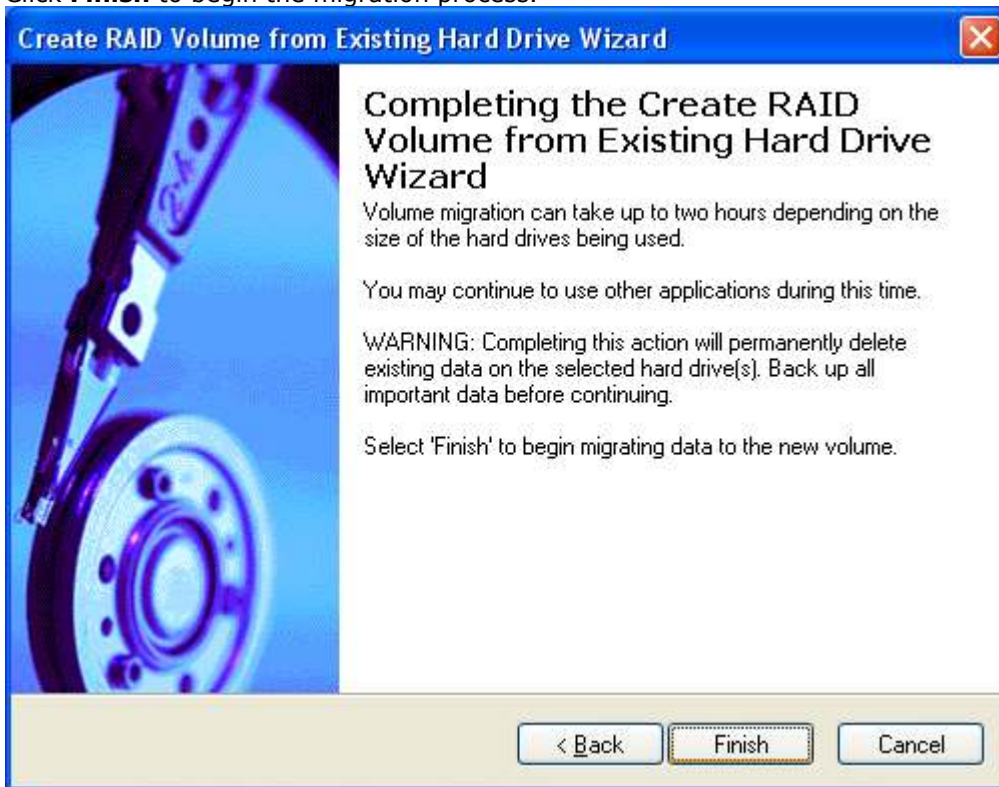 Click Finish to begin the migration process.
Create RAID Volume from Existing Hard Drive Wizard
Completing the Create RAID
Volume from Existing Hard Drive
Wizard
Volume migration can take up to two hours depending on the
size of the hard drives being used.
You may continue to use other applications during this time.
WARNING: Completing this action will permanently delete
existing data on the selected hard drive(s). Back up all
important data before continuing.
Select 'Finish' to begin migrating data to the new volume.
< Back
Finish
Cancel